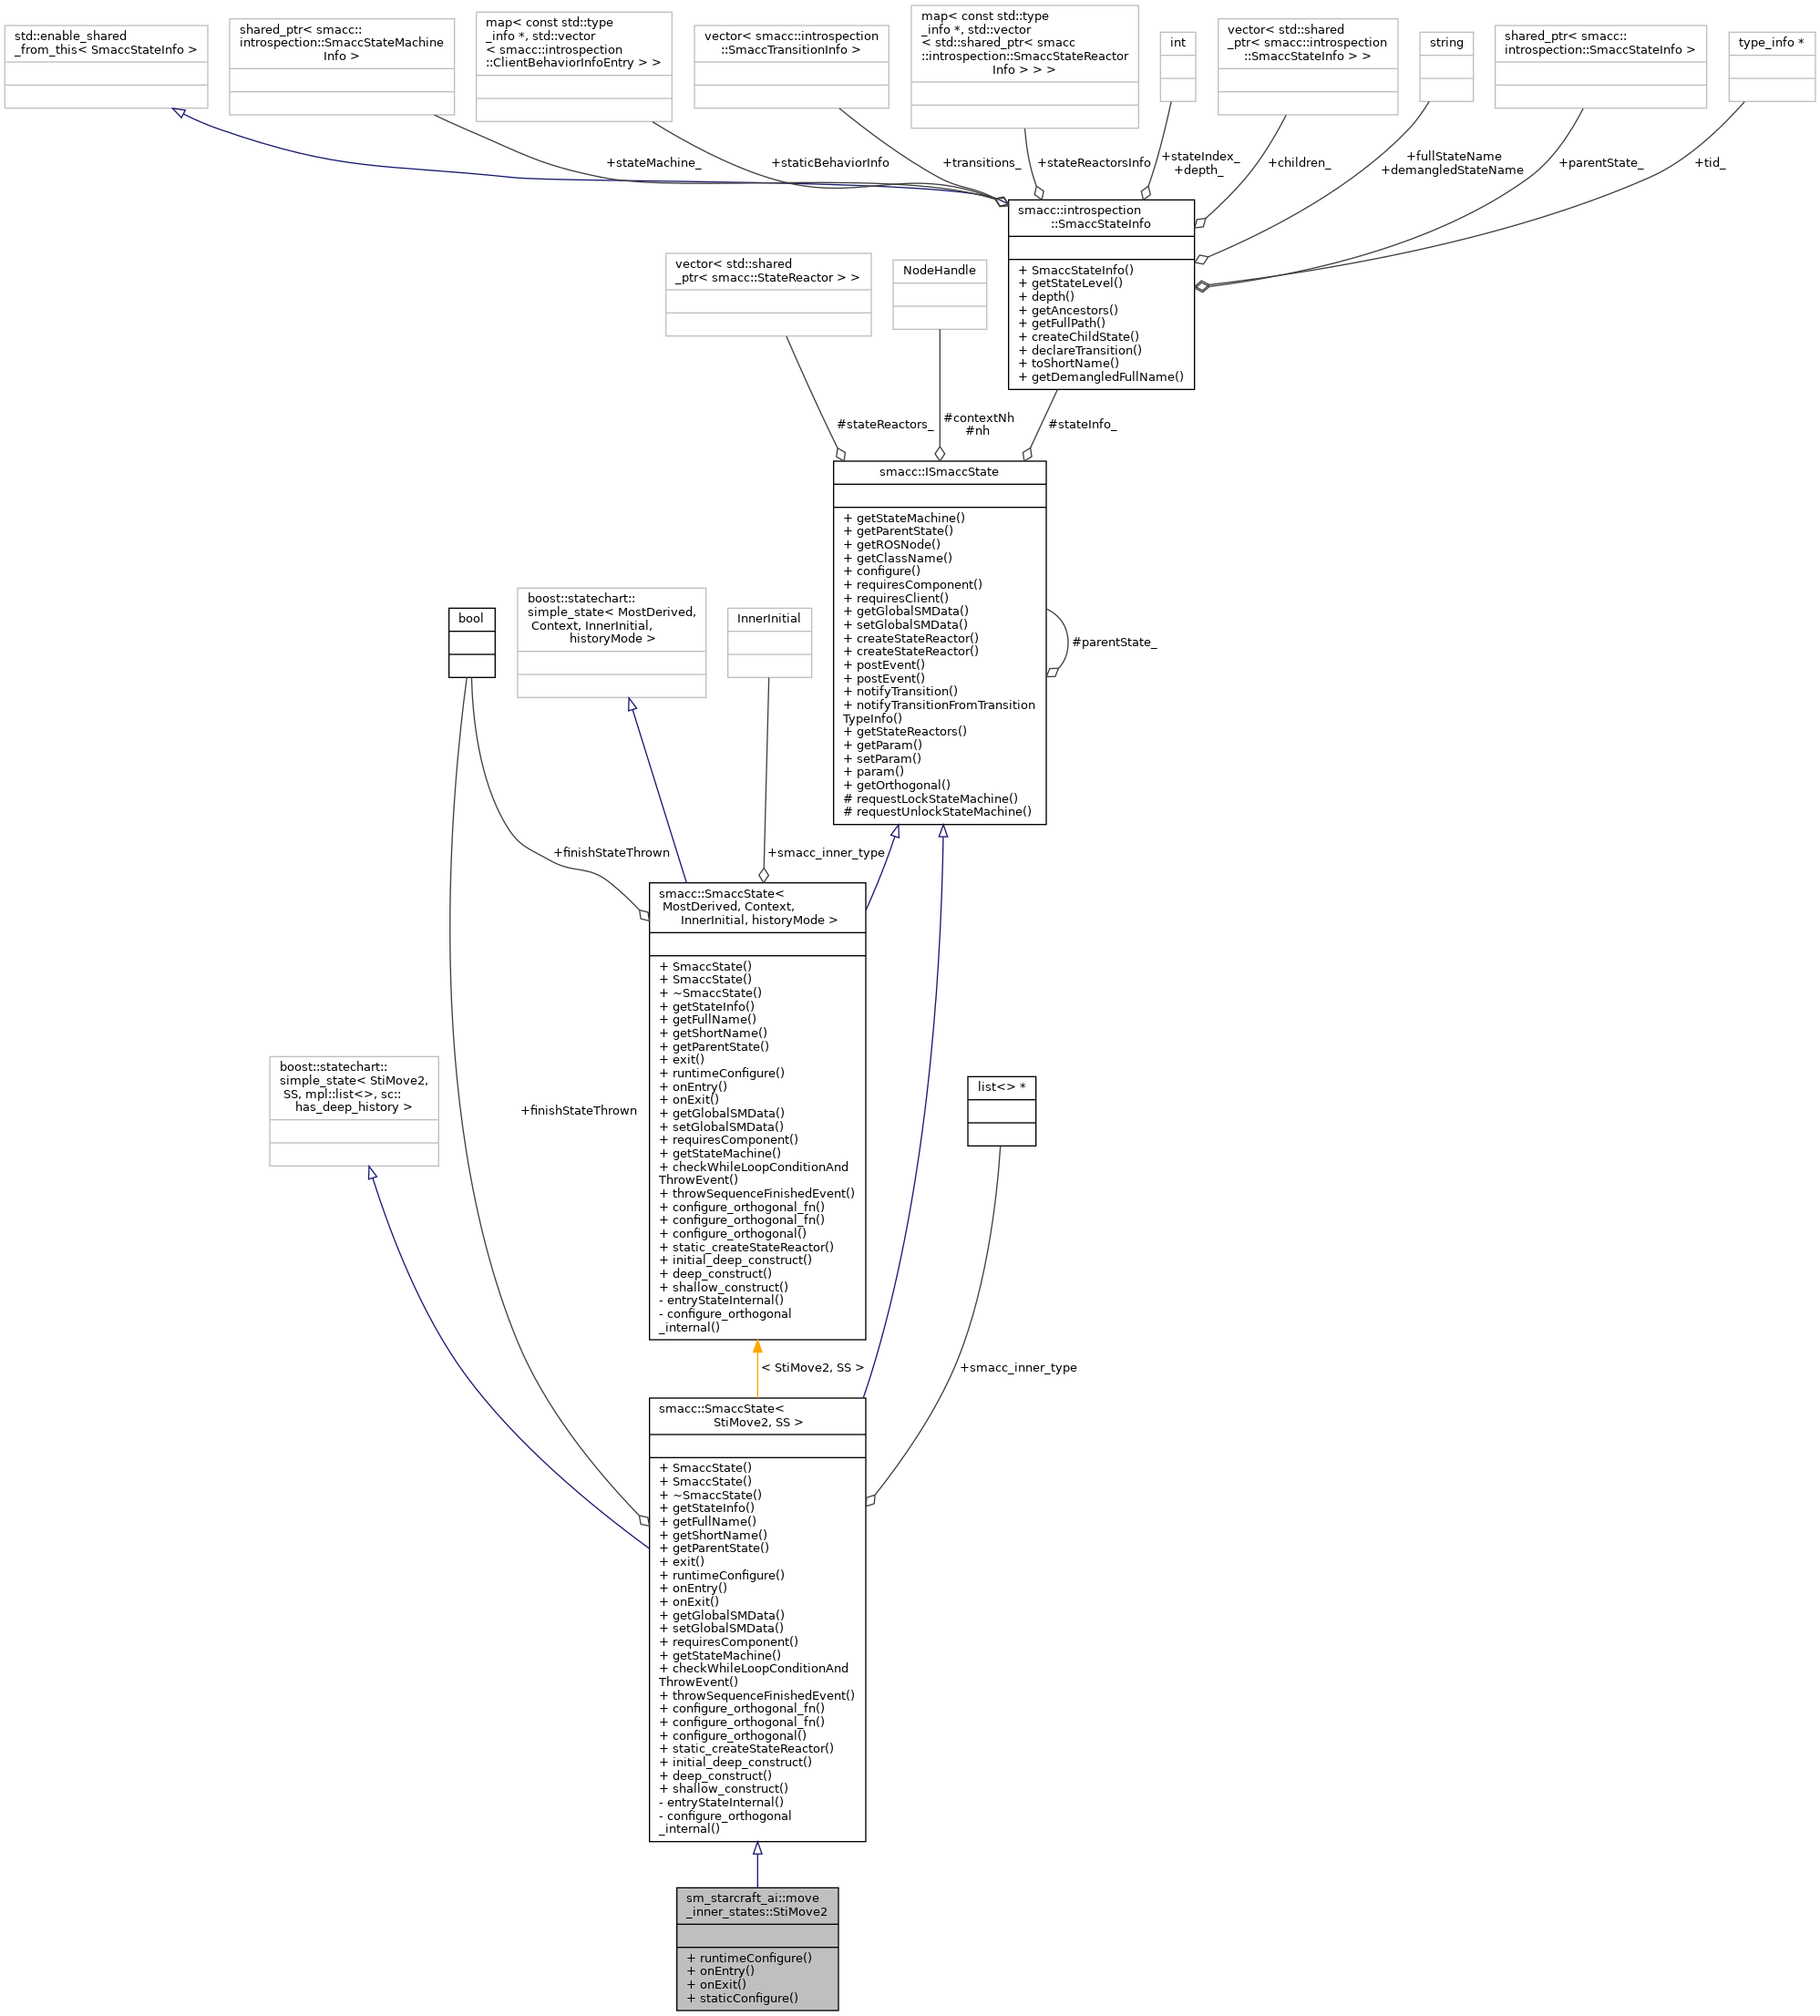 std::enable_shared
_from_this< SmaccStateInfo >
shared_ptr< smacc::
introspection::SmaccStateMachine
Info >
map< const std::type
_info *, std::vector
< smacc::introspection
::ClientBehaviorInfoEntry > >
vector< smacc::introspection
::SmaccTransitionInfo >
map< const std::type
_info *, std::vector
< std::shared_ptr< smacc
::introspection::SmaccStateReactor
Info > > >
int
vector< std::shared
_ptr< smacc::introspection
::SmaccStateInfo > >
string
shared_ptr< smacc::
introspection::SmaccStateInfo >
type_info *
+stateMachine_
+staticBehaviorInfo
+transitions_
+stateReactorsInfo
+stateIndex_
+depth_
+children_
+fullStateName
+demangledStateName
+parentState_
+tid_
smacc::introspection
::SmaccStateInfo
+ SmaccStateInfo()
+ getStateLevel()
+ depth()
+ getAncestors()
+ getFullPath()
+ createChildState()
+ declareTransition()
+ toShortName()
+ getDemangledFullName()
vector< std::shared
_ptr< smacc::StateReactor > >
NodeHandle
#stateReactors_
#contextNh
#nh
#stateInfo_
smacc::ISmaccState
+ getStateMachine()
+ getParentState()
+ getROSNode()
+ getClassName()
+ configure()
+ requiresComponent()
+ requiresClient()
+ getGlobalSMData()
+ setGlobalSMData()
+ createStateReactor()
+ createStateReactor()
+ postEvent()
+ postEvent()
+ notifyTransition()
+ notifyTransitionFromTransition
TypeInfo()
+ getStateReactors()
+ getParam()
+ setParam()
+ param()
+ getOrthogonal()
# requestLockStateMachine()
# requestUnlockStateMachine()
#parentState_
bool
boost::statechart::
simple_state< MostDerived,
Context, InnerInitial,
historyMode >
InnerInitial
+finishStateThrown
+smacc_inner_type
smacc::SmaccState<
MostDerived, Context,
InnerInitial, historyMode >
+ SmaccState()
+ SmaccState()
+ ~SmaccState()
+ getStateInfo()
+ getFullName()
+ getShortName()
+ getParentState()
+ exit()
+ runtimeConfigure()
+ onEntry()
+ onExit()
+ getGlobalSMData()
+ setGlobalSMData()
+ requiresComponent()
+ getStateMachine()
+ checkWhileLoopConditionAnd
ThrowEvent()
+ throwSequenceFinishedEvent()
+ configure_orthogonal_fn()
+ configure_orthogonal_fn()
+ configure_orthogonal()
+ static_createStateReactor()
+ initial_deep_construct()
+ deep_construct()
+ shallow_construct()
- entryStateInternal()
- configure_orthogonal
_internal()
boost::statechart::
simple_state< StiMove2,
SS, mpl::list<>, sc::
has_deep_history >
+finishStateThrown
list<> *
< StiMove2, SS >
+smacc_inner_type
smacc::SmaccState<
StiMove2, SS >
+ SmaccState()
+ SmaccState()
+ ~SmaccState()
+ getStateInfo()
+ getFullName()
+ getShortName()
+ getParentState()
+ exit()
+ runtimeConfigure()
+ onEntry()
+ onExit()
+ getGlobalSMData()
+ setGlobalSMData()
+ requiresComponent()
+ getStateMachine()
+ checkWhileLoopConditionAnd
ThrowEvent()
+ throwSequenceFinishedEvent()
+ configure_orthogonal_fn()
+ configure_orthogonal_fn()
+ configure_orthogonal()
+ static_createStateReactor()
+ initial_deep_construct()
+ deep_construct()
+ shallow_construct()
- entryStateInternal()
- configure_orthogonal
_internal()
sm_starcraft_ai::move
_inner_states::StiMove2
+ runtimeConfigure()
+ onEntry()
+ onExit()
+ staticConfigure()